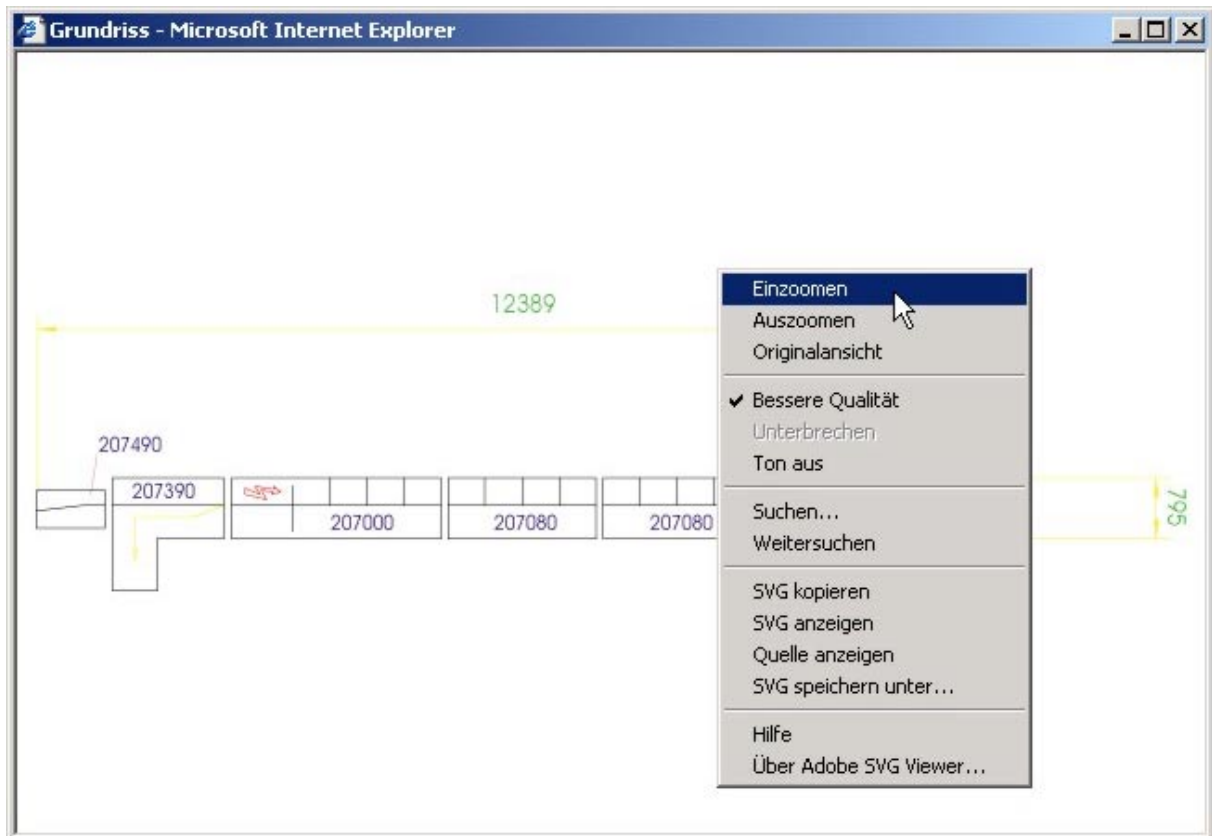 Grundriss - Microsoft Internet Explorer
12389
795
207490
207390
207000
207080
207080
Einzoomen
Auszoomen
Originalansicht
Bessere Qualität
Unterbrechen
Ton aus
Suchen...
Weitersuchen
SVG kopieren
SVG anzeigen
Quelle anzeigen
SVG speichern unter...
Hilfe
Über Adobe SVG Viewer...